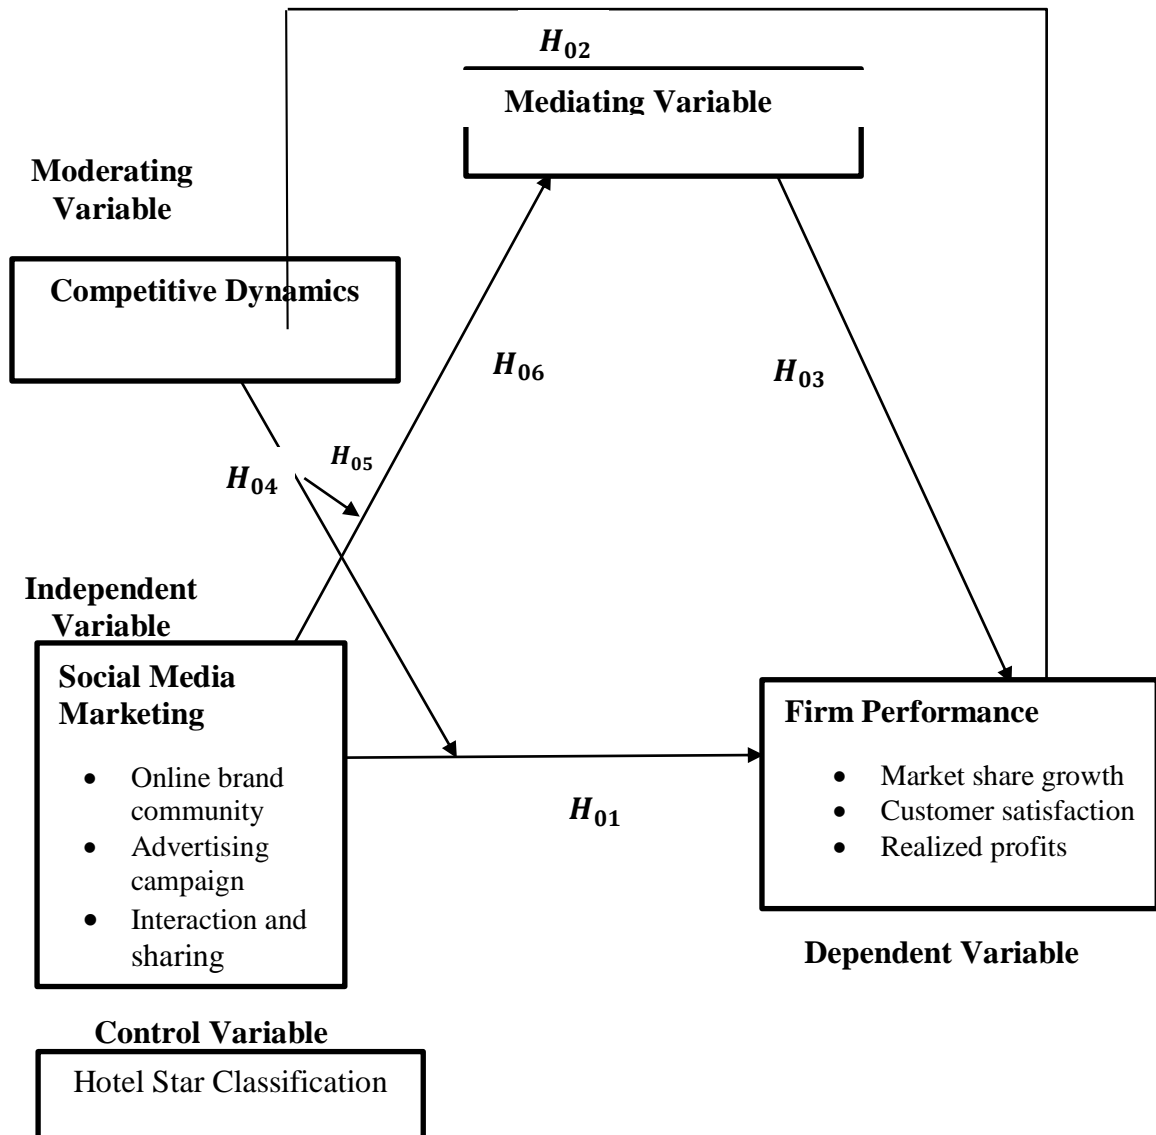 H02
Mediating Variable
Moderating
Variable
Competitive Dynamics
H06
H03
H05
H04
Independent
Variable
Social Media
Marketing
• Online brand
community
• Advertising
campaign
• Interaction and
sharing
H01
Firm Performance
• Market share growth
• Customer satisfaction
• Realized profits
Dependent Variable
Control Variable
Hotel Star Classification